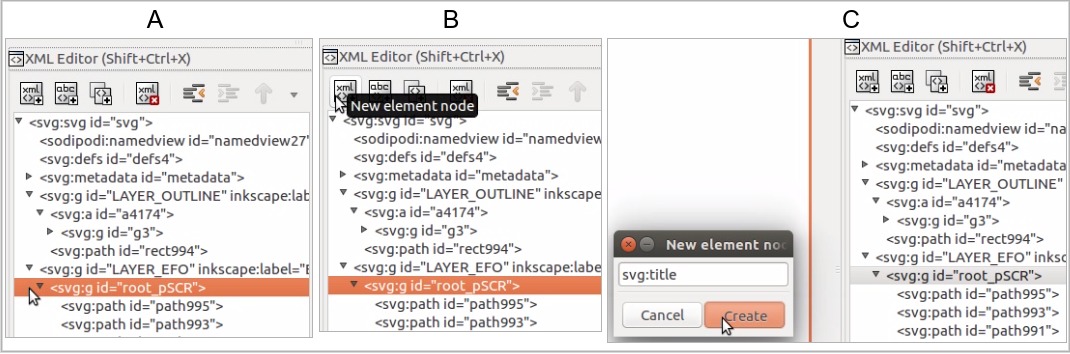 A
XML Editor (Shift+Ctrl+X)
xml abc xml
<svg:svg id="svg">
<sodipodi:namedview id="namedview27"
<svg:defs id="defs4">
<svg:metadata id="metadata">
<svg:g id="LAYER_OUTLINE" inkscape:lab
<svg:a id="a4174">
<svg:g id="g3">
<svg:path id="rect994">
<svg:g id="LAYER_EFO" inkscape:label="E
<svg:g id="root_pSCR">
<svg:path id="path995">
<svg:path id="path993">
B
XML Editor (Shift+Ctrl+X)
xml abc xml
New element node
<svg:svg id="svg">
<sodipodi:namedview id="namedview
<svg:defs id="defs4">
<svg:metadata id="metadata">
<svg:g id="LAYER_OUTLINE" inkscape
<svg:a id="a4174">
<svg:g id="g3">
<svg:path id="rect994">
<svg:g id="LAYER_EFO" inkscape:label=
<svg:g id="root_pSCR">
<svg:path id="path995">
<svg:path id="path993">
C
New element no
svg:title
Cancel Create
XML Editor (Shift+Ctrl+X)
xml abc xml
<svg:svg id="svg">
<sodipodi:namedview id="na
<svg:defs id="defs4">
<svg:metadata id="metadata
<svg:g id="LAYER_OUTLINE"
<svg:a id="a4174">
<svg:g id="g3">
<svg:path id="rect994">
<svg:g id="LAYER_EFO" inks
<svg:g id="root_pSCR">
<svg:path id="path995">
<svg:path id="path993">
<svg:path id="path991">